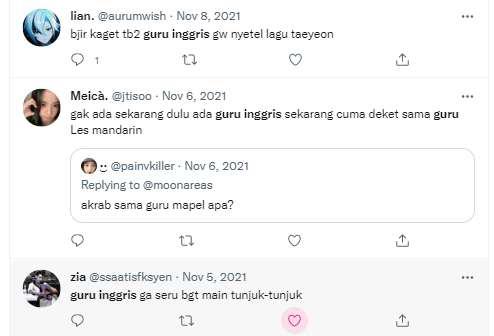 lian. @aurumwish · Nov 8, 2021
bjir kaget tb2 guru inggris gw nyetel lagu taeyeon
1
Meicà. @jtisoo · Nov 6, 2021
gak ada sekarang dulu ada guru inggris sekarang cuma deket sama guru
Les mandarin
:; @painvkiller · Nov 6, 2021
Replying to @moonareas
akrab sama guru mapel apa?
zia @ssaatisfksyen · Nov 5, 2021
guru inggris ga seru bgt main tunjuk-tunjuk